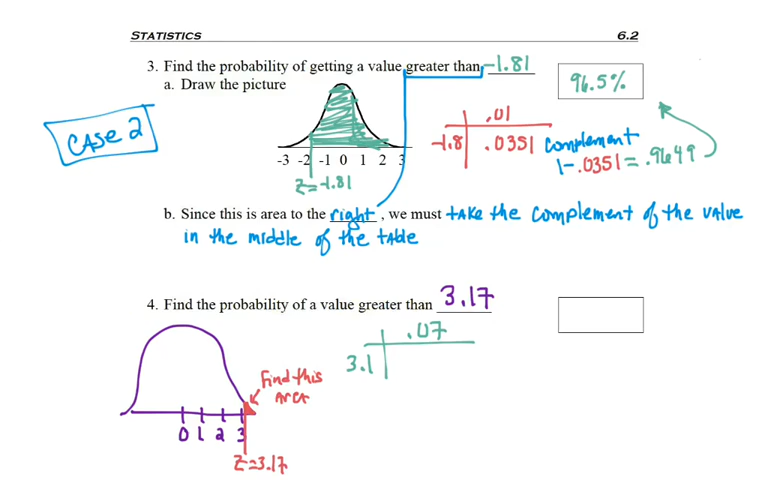 STATISTICS 6.2
3. Find the probability of getting a value greater than -1.81
a. Draw the picture
96.5%
CASE 2
.01
-1.8 .0351
complement
1-.0351 = .9649
-3 -2 -1 0 1 2 3
z=-1.81
b. Since this is area to the right, we must take the complement of the value
in the middle of the table
4. Find the probability of a value greater than 3.17
.07
3.1
Find this
area
0 1 2 3
z=3.17